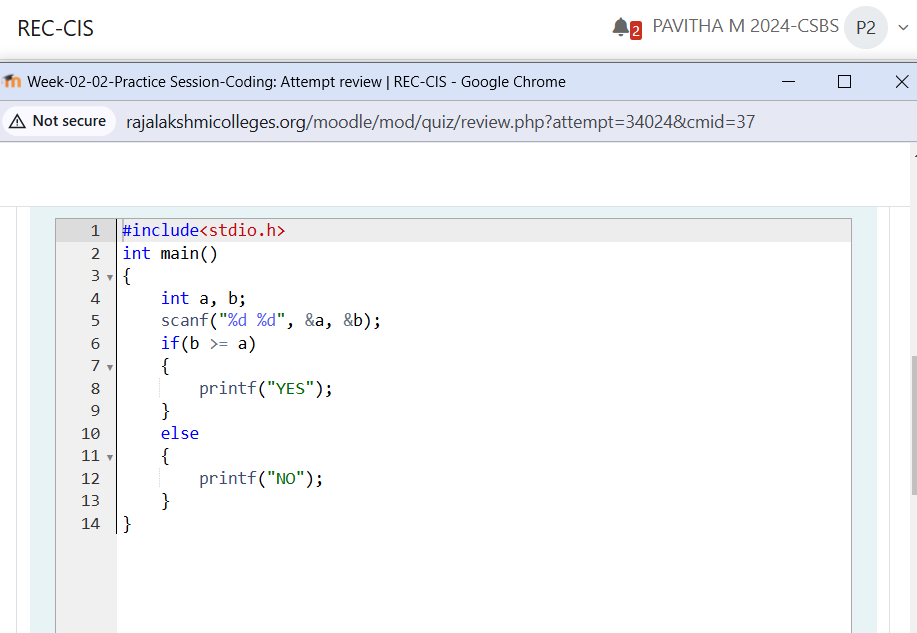 REC-CIS
2
PAVITHA M 2024-CSBS
P2
Week-02-02-Practice Session-Coding: Attempt review | REC-CIS - Google Chrome
Not secure
rajalakshmicolleges.org/moodle/mod/quiz/review.php?attempt=34024&cmid=37
1 #include<stdio.h>
2 int main()
3 {
4     int a, b;
5     scanf("%d %d", &a, &b);
6     if(b >= a)
7     {
8         printf("YES");
9     }
10     else
11     {
12         printf("NO");
13     }
14 }